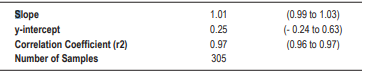 Slope 1.01 (0.99 to 1.03)
y-intercept 0.25 (- 0.24 to 0.63)
Correlation Coefficient (r2) 0.97 (0.96 to 0.97)
Number of Samples 305